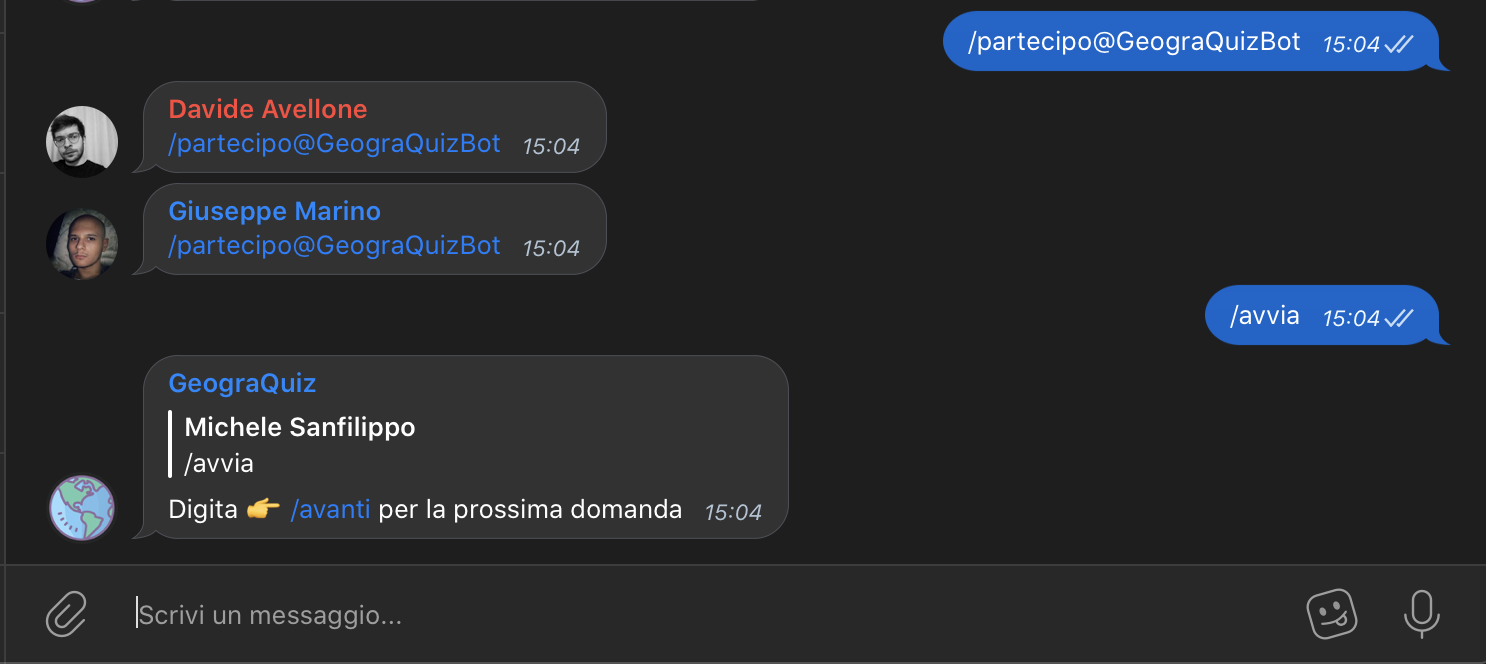 /partecipo@GeograQuizBot 15:04
Davide Avellone
/partecipo@GeograQuizBot 15:04
Giuseppe Marino
/partecipo@GeograQuizBot 15:04
/avvia 15:04
GeograQuiz
Michele Sanfilippo
/avvia
Digita 👉 /avanti per la prossima domanda 15:04
Scrivi un messaggio...